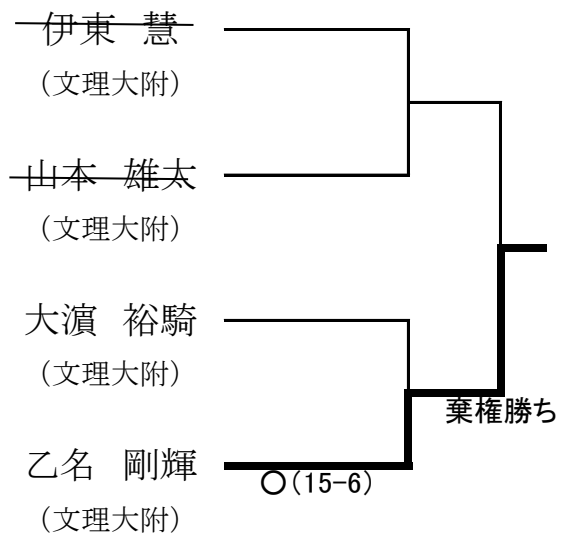 伊東 慧
(文理大附)
山本 雄太
(文理大附)
大濵 裕騎
(文理大附)
棄権勝ち
乙名 剛輝
○(15-6)
(文理大附)